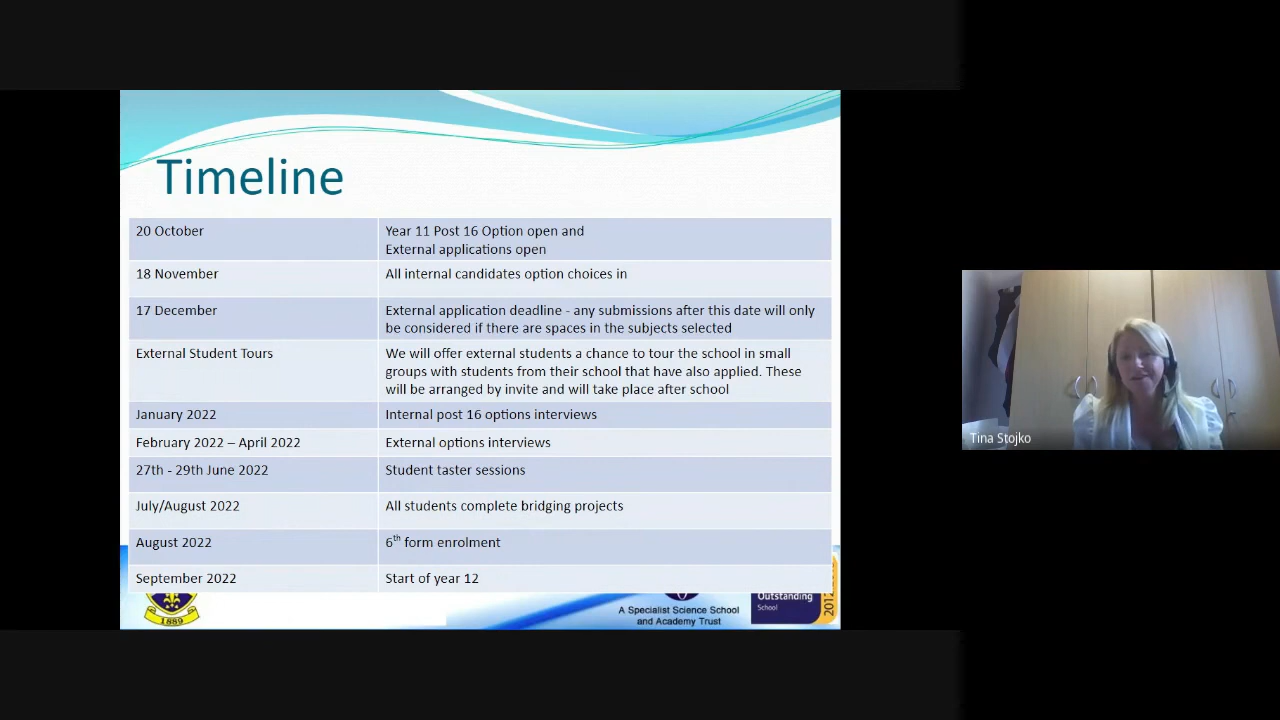 Timeline
20 October
Year 11 Post 16 Option open and
External applications open
18 November
All internal candidates option choices in
17 December
External application deadline - any submissions after this date will only
be considered if there are spaces in the subjects selected
External Student Tours
We will offer external students a chance to tour the school in small
groups with students from their school that have also applied. These
will be arranged by invite and will take place after school
January 2022
Internal post 16 options interviews
February 2022 – April 2022
External options interviews
27th - 29th June 2022
Student taster sessions
July/August 2022
All students complete bridging projects
August 2022
6th form enrolment
September 2022
Start of year 12
1889
A Specialist Science School
and Academy Trust
Outstanding
School
Tina Stojko